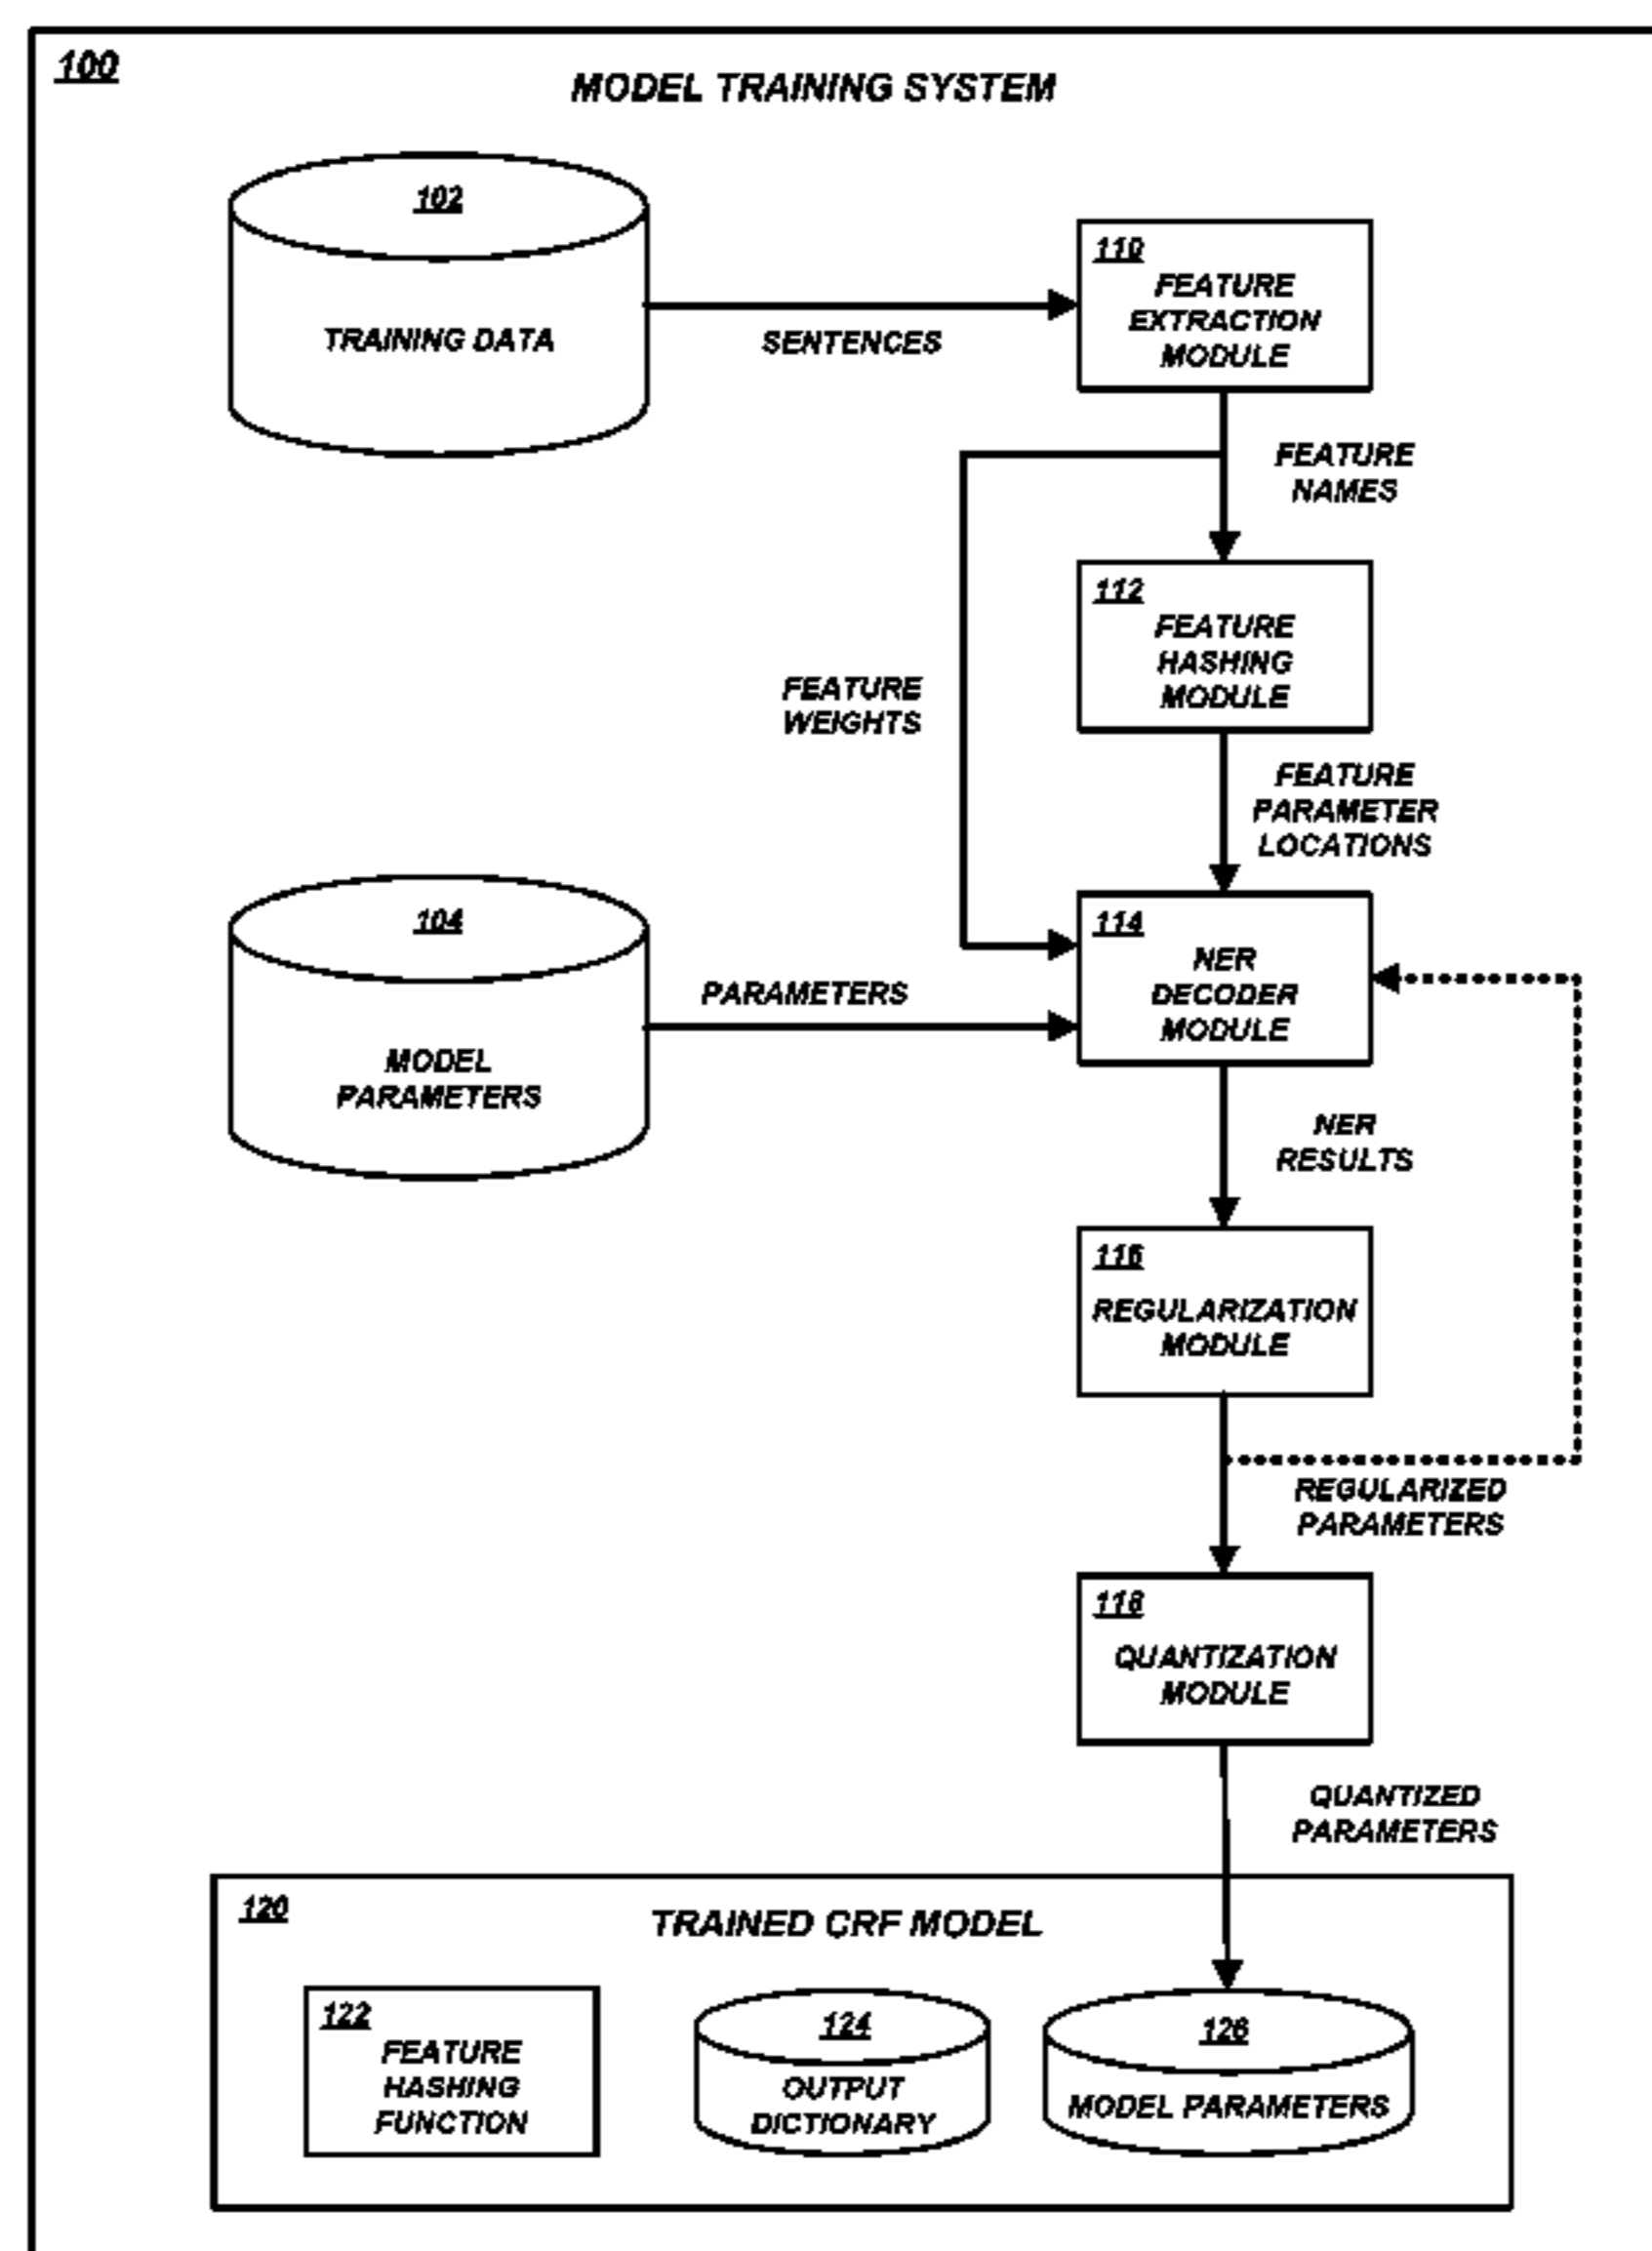 100
MODEL TRAINING SYSTEM
102
TRAINING DATA
SENTENCES
110
FEATURE
EXTRACTION
MODULE
FEATURE
NAMES
112
FEATURE
HASHING
MODULE
FEATURE
WEIGHTS
FEATURE
PARAMETER
LOCATIONS
104
MODEL
PARAMETERS
PARAMETERS
114
NER
DECODER
MODULE
NER
RESULTS
116
REGULARIZATION
MODULE
REGULARIZED
PARAMETERS
118
QUANTIZATION
MODULE
QUANTIZED
PARAMETERS
120
TRAINED CRF MODEL
122
FEATURE
HASHING
FUNCTION
124
OUTPUT
DICTIONARY
126
MODEL PARAMETERS